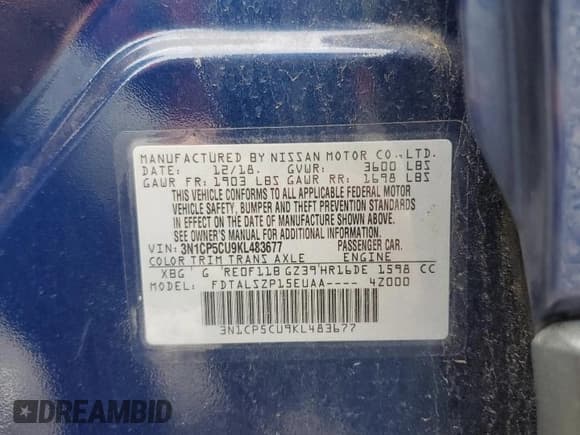 MANUFACTURED BY NISSAN MOTOR CO., LTD.
DATE: 12/18. GVWR: 3600 LBS
GAWR FR: 1903 LBS GAWR RR: 1698 LBS
THIS VEHICLE CONFORMS TO ALL APPLICABLE FEDERAL MOTOR
VEHICLE SAFETY, BUMPER AND THEFT PREVENTION STANDARDS
IN EFFECT ON THE DATE OF MANUFACTURE SHOWN ABOVE.
SEE OWNER'S MANUAL FOR ADDITIONAL INFORMATION.
VIN: 3N1CP5CU9KL483677 PASSENGER CAR.
COLOR TRIM TRANS AXLE ENGINE
XBG G RE0F11B GZ39 HR16DE 1598 CC
MODEL: FDTALSZP15EUAA---- 4Z000
3N1CP5CU9KL483677
DREAMBID